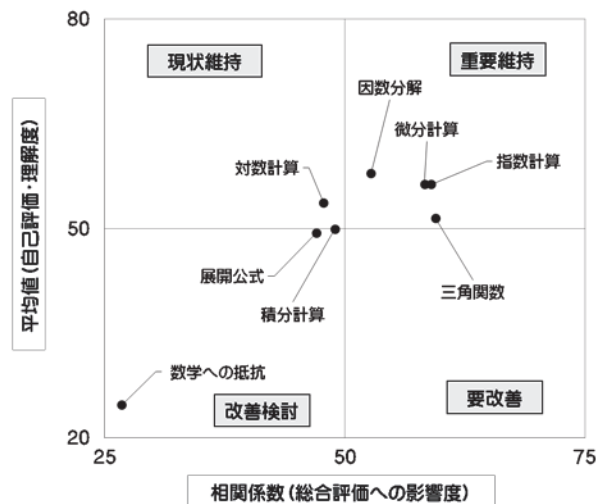 80
現状維持
重要維持
因数分解
微分計算
指数計算
対数計算
平均値(自己評価・理解度)
50
展開公式
積分計算
三角関数
数学への抵抗
改善検討
要改善
20
25
50
75
相関係数(総合評価への影響度)